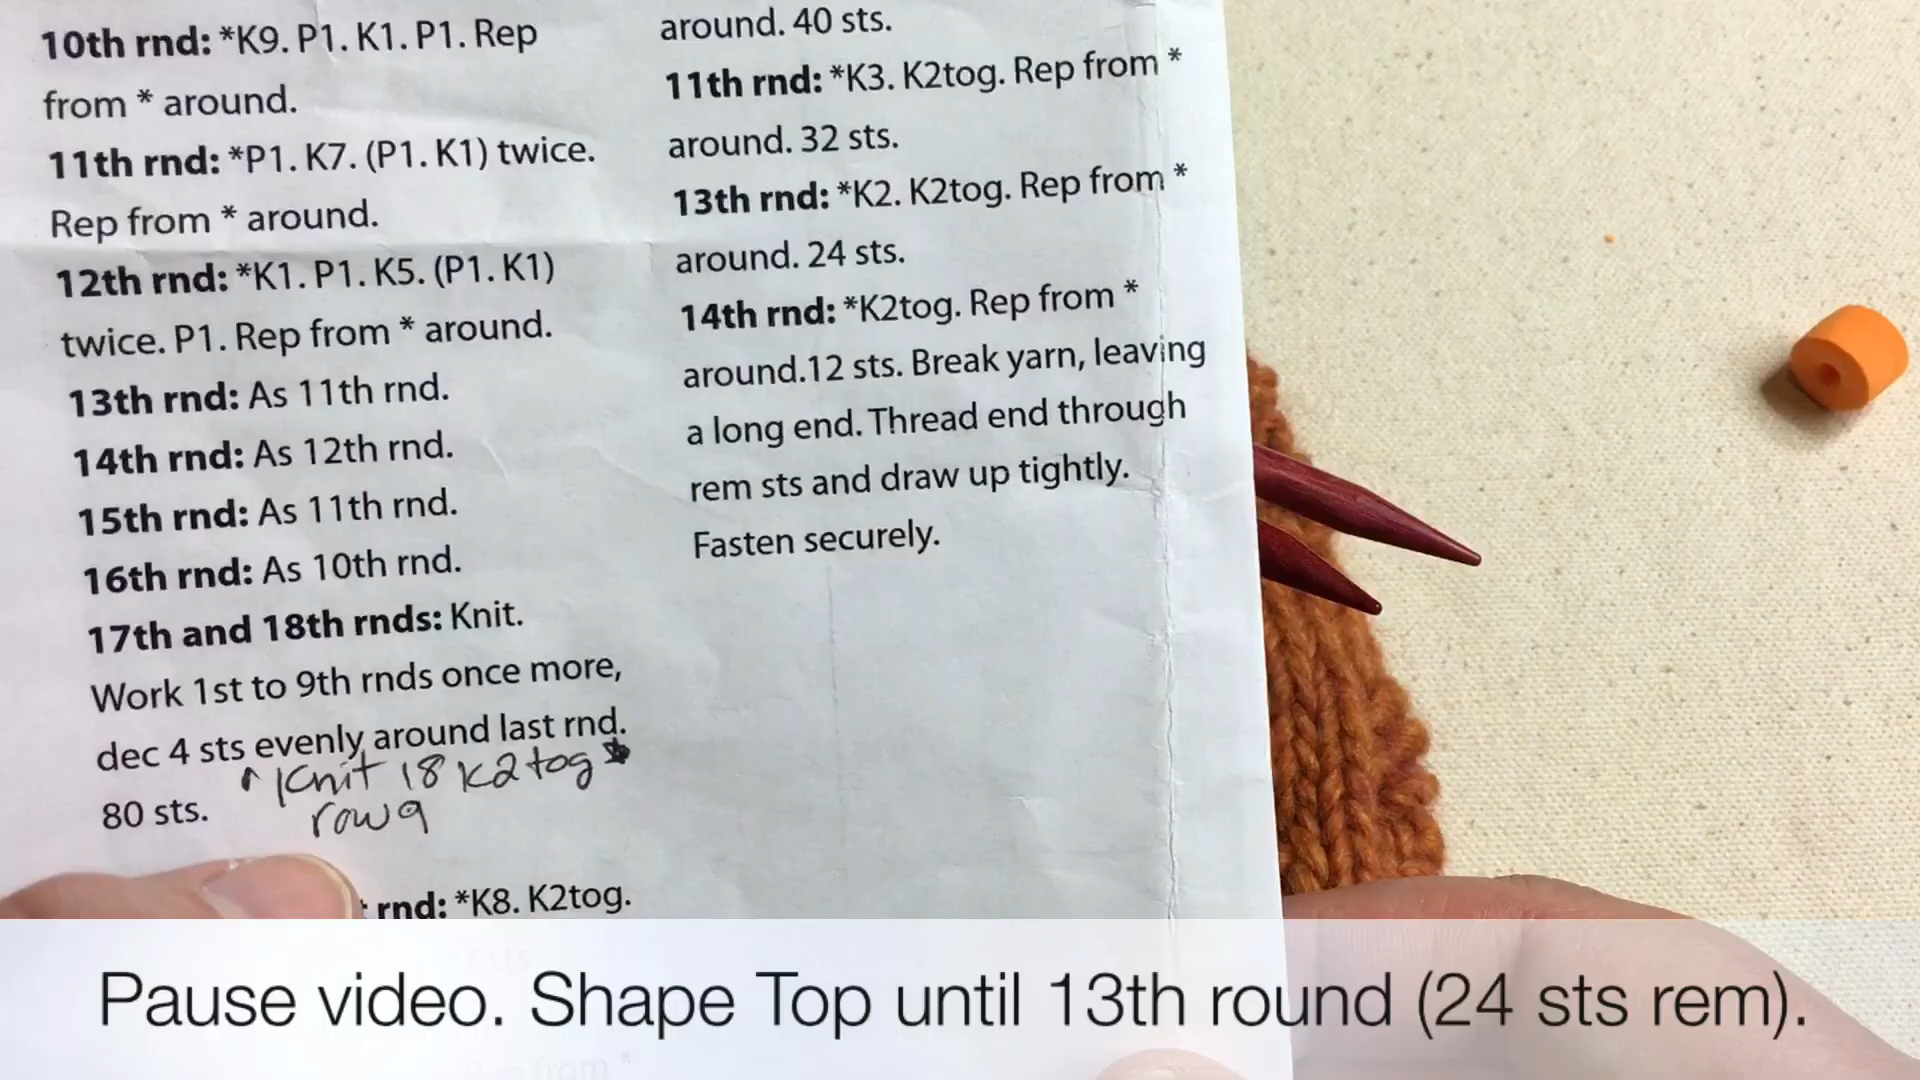 10th rnd: *K9. P1. K1. P1. Rep
from * around.
11th rnd: *P1. K7. (P1. K1) twice.
Rep from * around.
12th rnd: *K1. P1. K5. (P1. K1)
twice. P1. Rep from * around.
13th rnd: As 11th rnd.
14th rnd: As 12th rnd.
15th rnd: As 11th rnd.
16th rnd: As 10th rnd.
17th and 18th rnds: Knit.
Work 1st to 9th rnds once more,
dec 4 sts evenly around last rnd.
Knit 18 K2tog*
80 sts.
row 9
rnd: *K8. K2tog.
around. 40 sts.
11th rnd: *K3. K2tog. Rep from *
around. 32 sts.
13th rnd: *K2. K2tog. Rep from *
around. 24 sts.
14th rnd: *K2tog. Rep from *
around.12 sts. Break yarn, leaving
a long end. Thread end through
rem sts and draw up tightly.
Fasten securely.
Pause video. Shape Top until 13th round (24 sts rem).